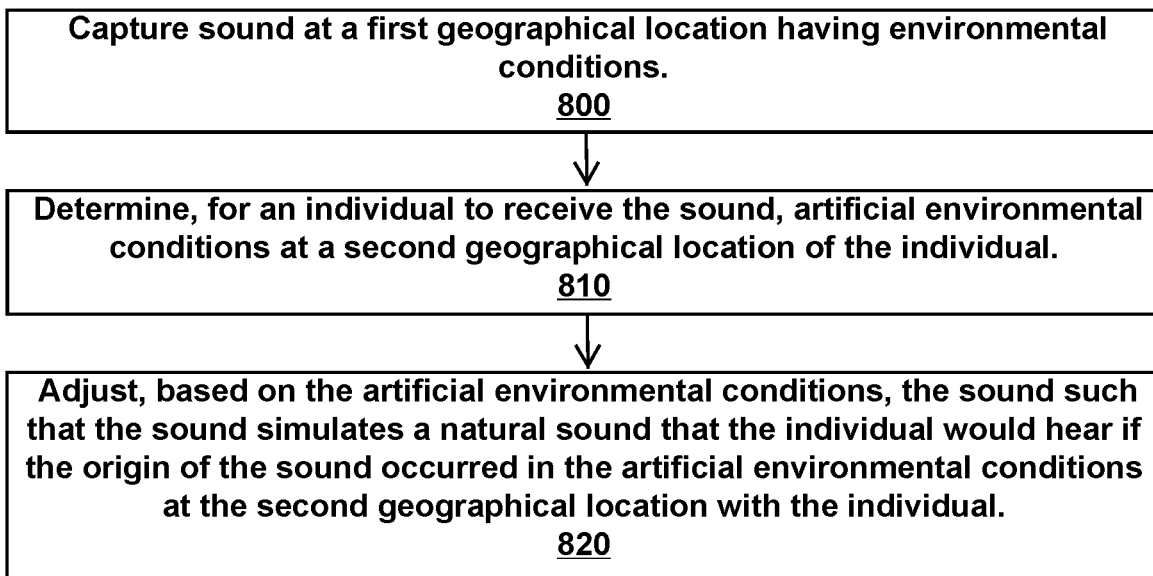 Capture sound at a first geographical location having environmental
conditions.
800
Determine, for an individual to receive the sound, artificial environmental
conditions at a second geographical location of the individual.
810
Adjust, based on the artificial environmental conditions, the sound such
that the sound simulates a natural sound that the individual would hear if
the origin of the sound occurred in the artificial environmental conditions
at the second geographical location with the individual.
820